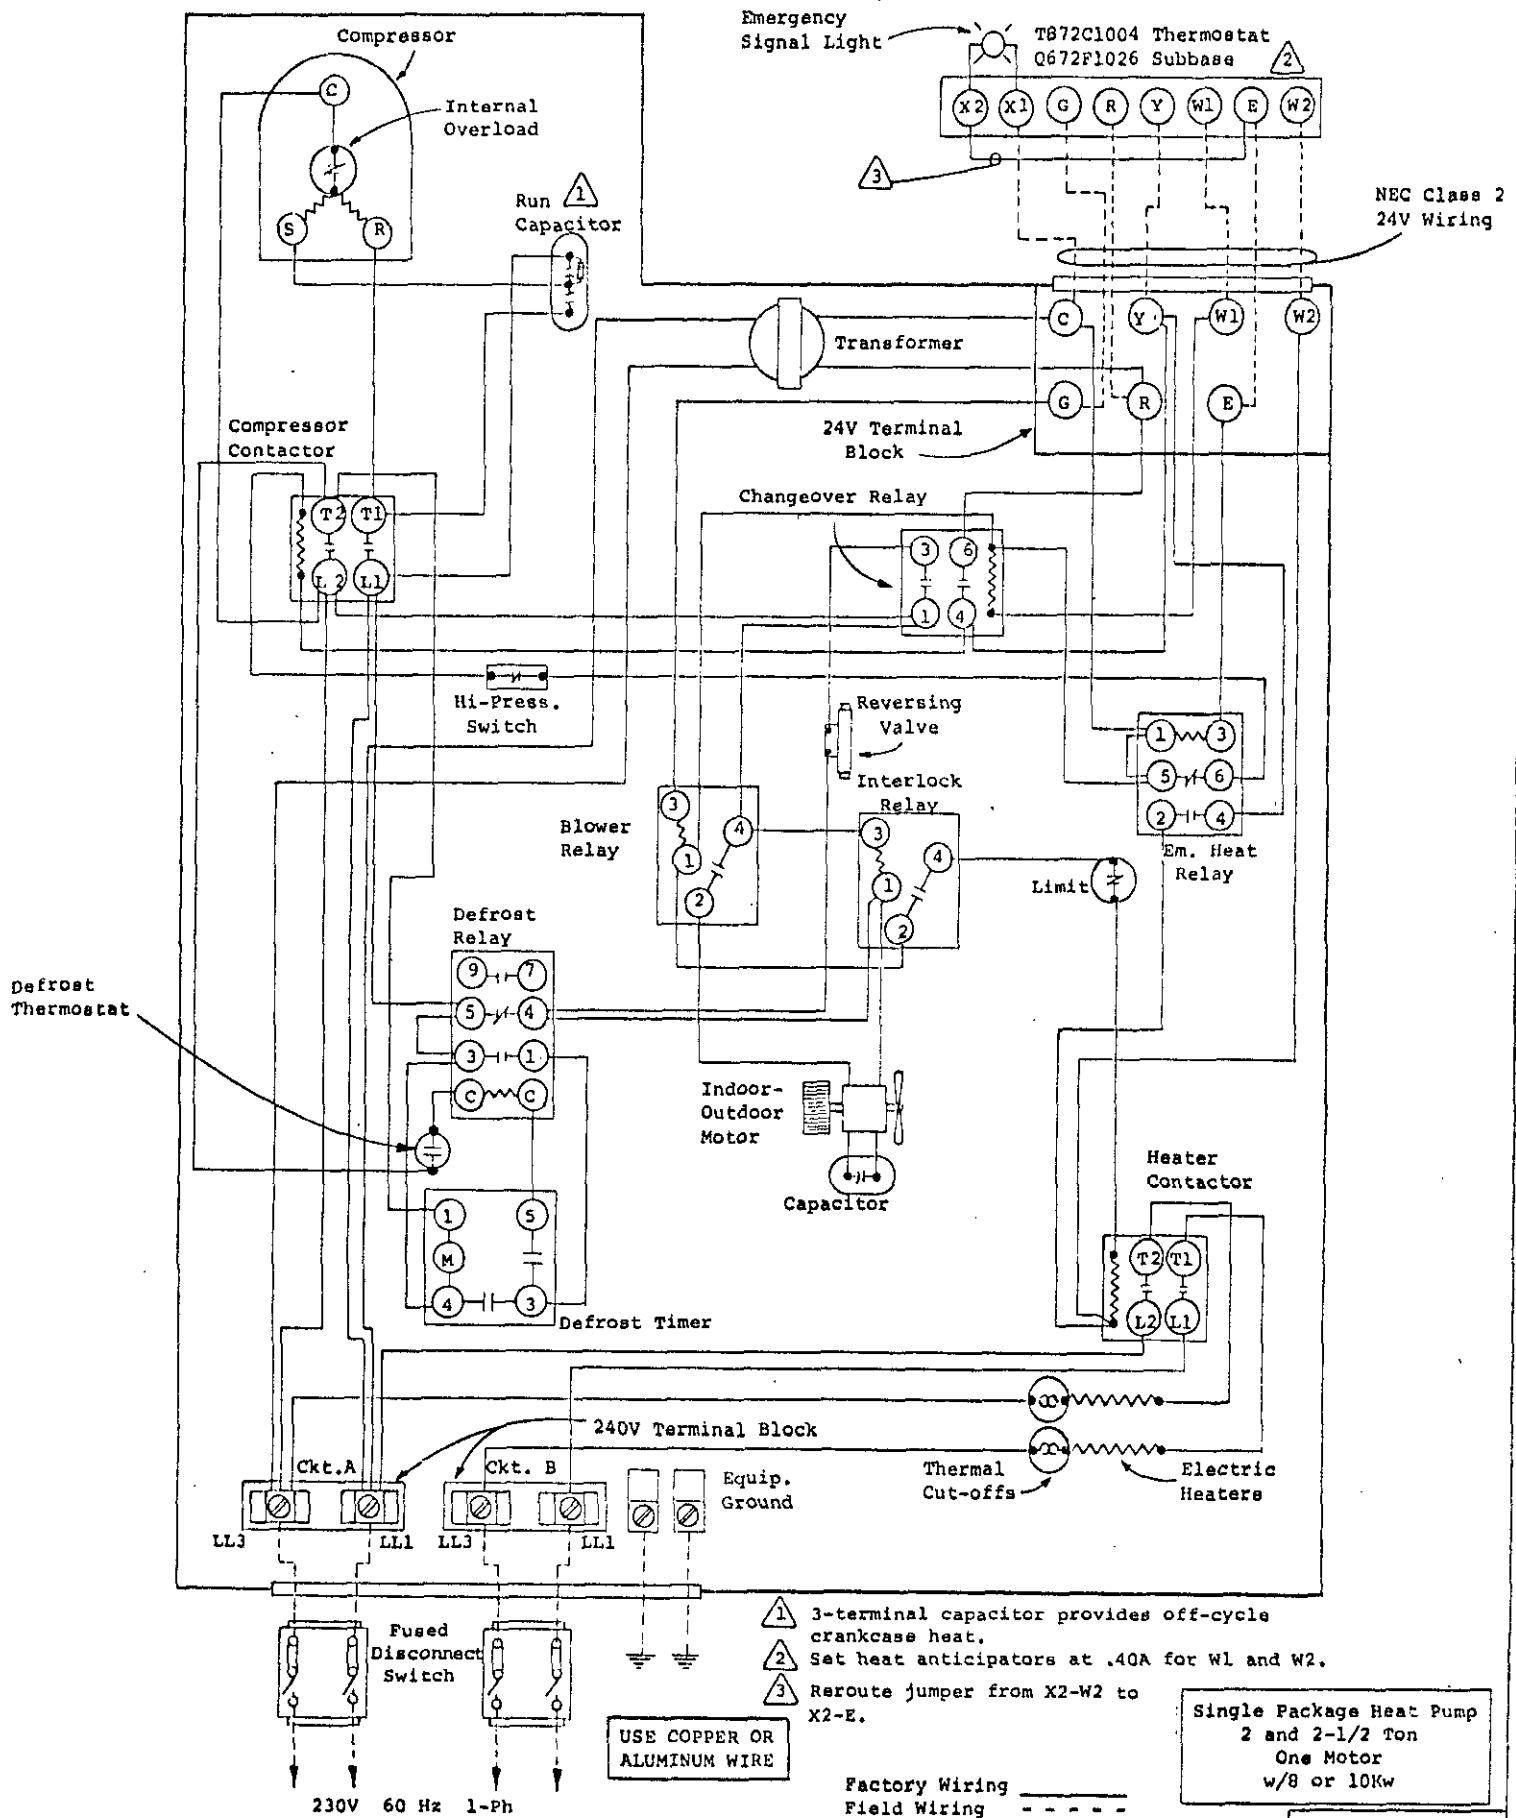 Emergency
Signal Light
T872C1004 Thermostat
Q672F1026 Subbase
2
X2 X1 G R Y W1 E W2
3
NEC Class 2
24V Wiring
Compressor
C
Internal
Overload
S R
Run 1
Capacitor
C Y W1 W2
Transformer
G R E
24V Terminal
Block
Compressor
Contactor
T2 T1
L2 L1
Changeover Relay
3 6
1 4
Hi-Press.
Switch
Reversing
Valve
1 3
5 6
2 4
Em. Heat
Relay
Blower
Relay
3
4
1
2
Interlock
Relay
3
4
1
2
Limit
Defrost
Relay
9 7
5 4
3 1
C C
Defrost
Thermostat
Indoor-
Outdoor
Motor
Capacitor
1 5
M
4 3
Defrost Timer
Heater
Contactor
T2 T1
L2 L1
240V Terminal Block
Ckt.A
Ckt. B
LL3 LL1
LL3 LL1
Equip.
Ground
Thermal
Cut-offs
Electric
Heaters
Fused
Disconnect
Switch
230V 60 Hz 1-Ph
1 3-terminal capacitor provides off-cycle
crankcase heat.
2 Set heat anticipators at .40A for W1 and W2.
3 Reroute jumper from X2-W2 to
X2-E.
USE COPPER OR
ALUMINUM WIRE
Single Package Heat Pump
2 and 2-1/2 Ton
One Motor
w/8 or 10Kw
Factory Wiring
Field Wiring